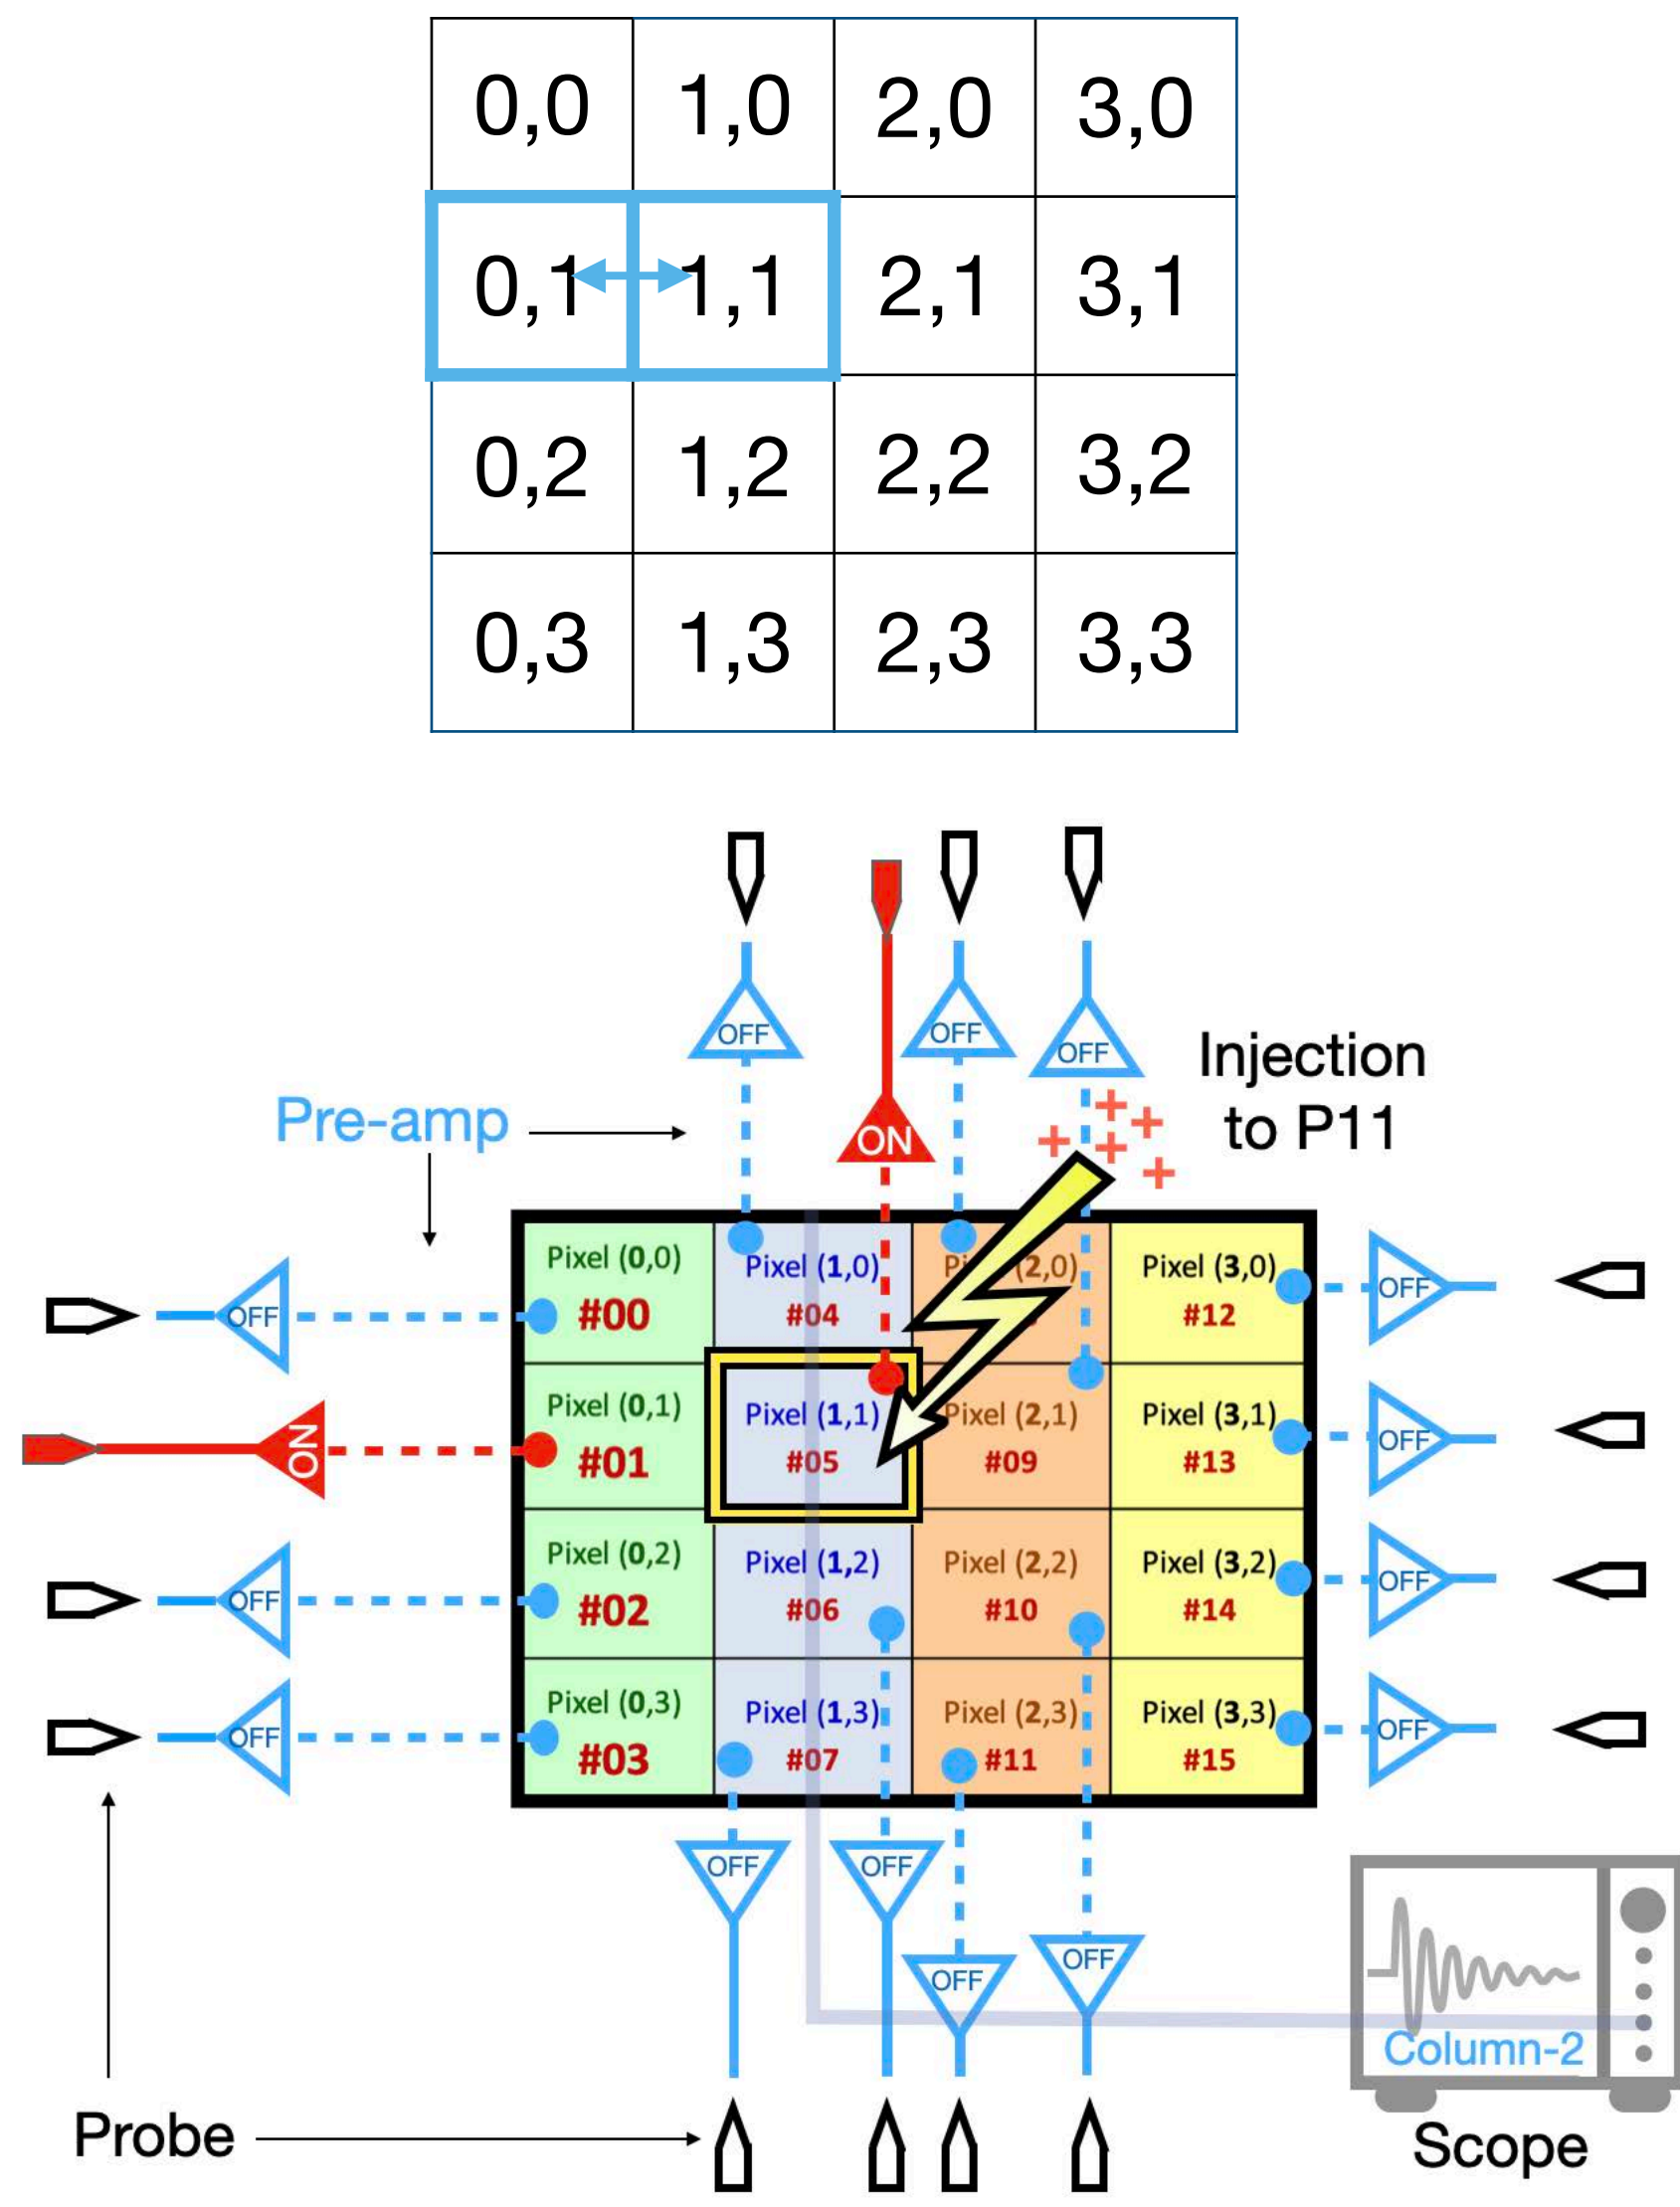 0,0 1,0 2,0 3,0
0,1 1,1 2,1 3,1
0,2 1,2 2,2 3,2
0,3 1,3 2,3 3,3
OFF OFF OFF
Injection
to P11
Pre-amp
ON
Pixel (0,0) Pixel (1,0) (2,0) Pixel (3,0)
OFF #00 #04 #12 OFF
Pixel (0,1) Pixel (1,1) Pixel (2,1) Pixel (3,1)
ON #01 #05 #09 #13 OFF
Pixel (0,2) Pixel (1,2) Pixel (2,2) Pixel (3,2)
OFF #02 #06 #10 #14 OFF
Pixel (0,3) Pixel (1,3) Pixel (2,3) Pixel (3,3)
OFF #03 #07 #11 #15 OFF
OFF OFF
OFF OFF
Column-2
Probe
Scope